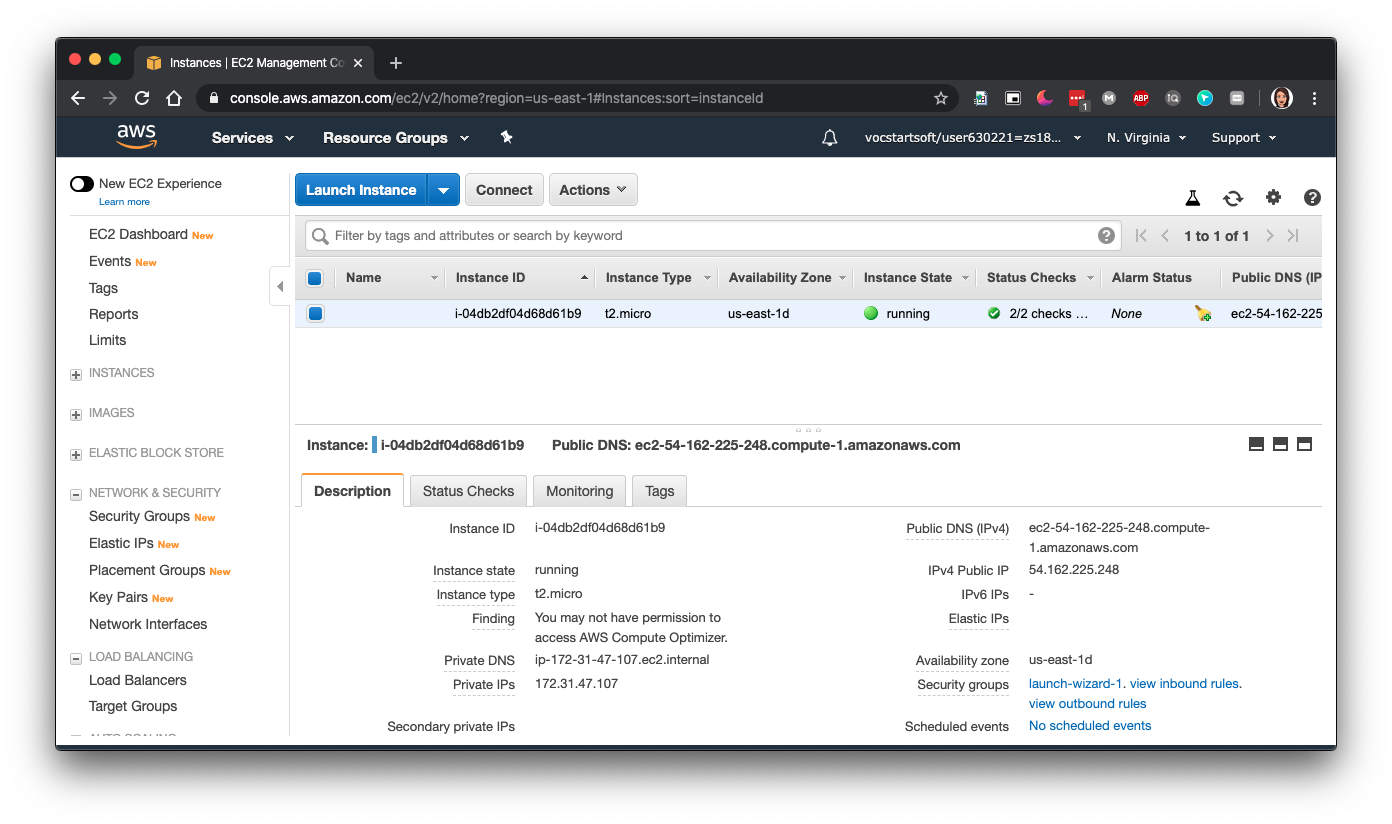 Instances | EC2 Management Co
console.aws.amazon.com/ec2/v2/home?region=us-east-1#Instances:sort=instanceId
1
ABP
aws
Services
Resource Groups
vocstartsoft/user630221=zs18...
N. Virginia
Support
New EC2 Experience
Learn more
EC2 Dashboard New
Events New
Tags
Reports
Limits
INSTANCES
IMAGES
ELASTIC BLOCK STORE
NETWORK & SECURITY
Security Groups New
Elastic IPs New
Placement Groups New
Key Pairs New
Network Interfaces
LOAD BALANCING
Load Balancers
Target Groups
Launch Instance
Connect
Actions
Filter by tags and attributes or search by keyword
1 to 1 of 1
Name Instance ID Instance Type Availability Zone Instance State Status Checks Alarm Status Public DNS (IP
i-04db2df04d68d61b9 t2.micro us-east-1d running 2/2 checks ... None ec2-54-162-225
Instance: i-04db2df04d68d61b9 Public DNS: ec2-54-162-225-248.compute-1.amazonaws.com
Description
Status Checks
Monitoring
Tags
Instance ID i-04db2df04d68d61b9
Instance state running
Instance type t2.micro
Finding You may not have permission to
access AWS Compute Optimizer.
Private DNS ip-172-31-47-107.ec2.internal
Private IPs 172.31.47.107
Secondary private IPs
Public DNS (IPv4) ec2-54-162-225-248.compute-
1.amazonaws.com
IPv4 Public IP 54.162.225.248
IPv6 IPs -
Elastic IPs
Availability zone us-east-1d
Security groups launch-wizard-1. view inbound rules.
view outbound rules
Scheduled events No scheduled events